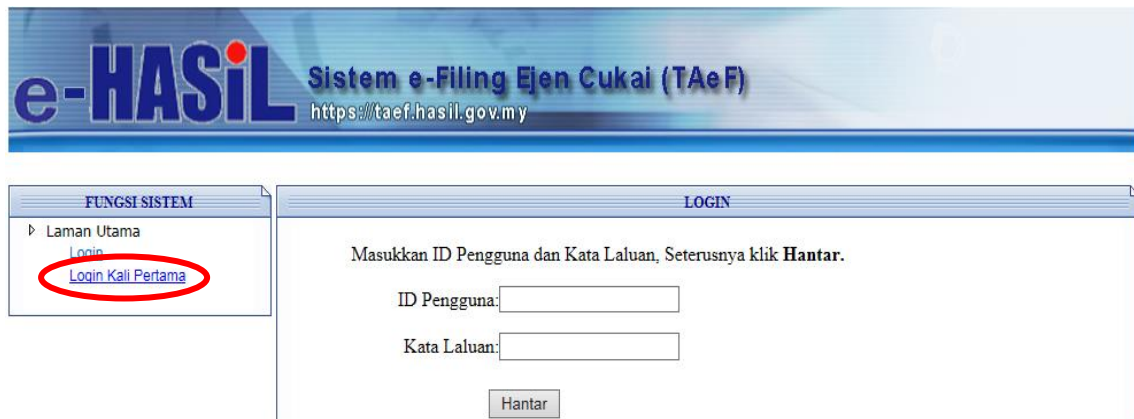 e-HASiL
Sistem e-Filing Ejen Cukai (TAeF)
https://taef.hasil.gov.my
FUNGSI SISTEM
Laman Utama
Login
Login Kali Pertama
LOGIN
Masukkan ID Pengguna dan Kata Laluan, Seterusnya klik Hantar.
ID Pengguna:
Kata Laluan:
Hantar